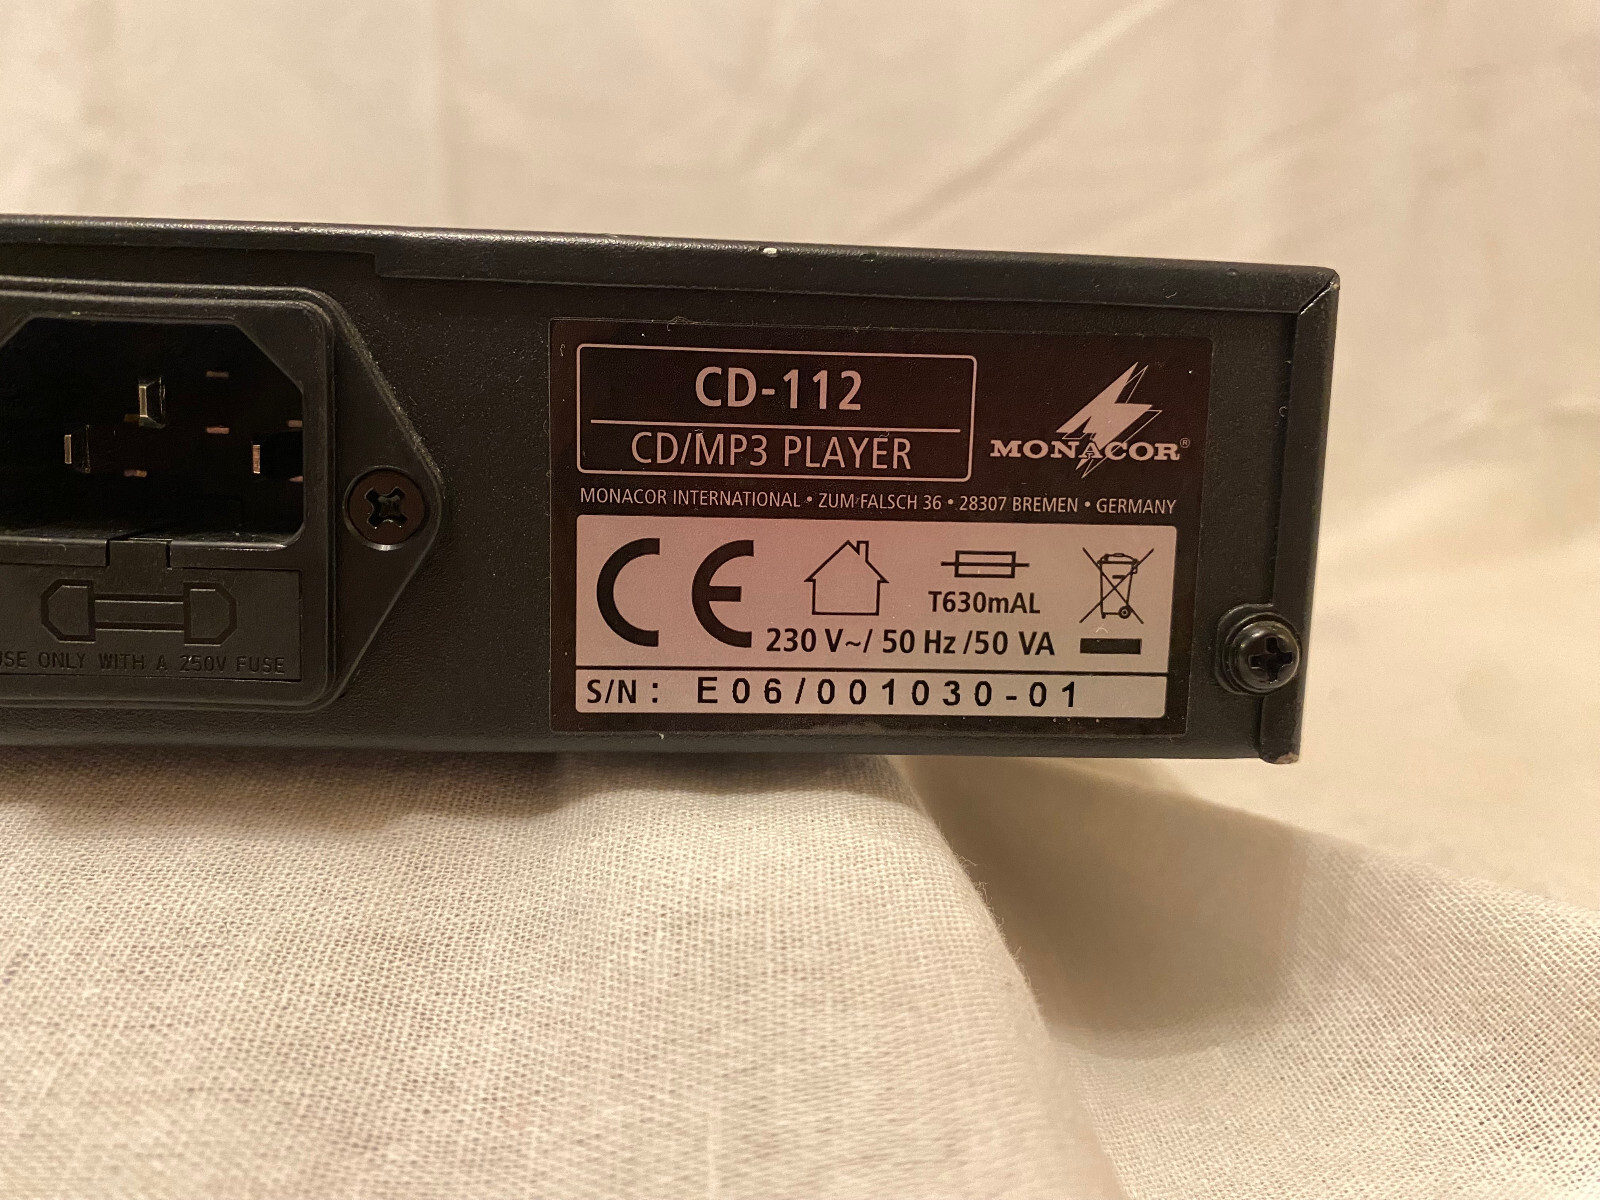 CD-112
CD/MP3 PLAYER
MONACOR®
MONACOR INTERNATIONAL • ZUM FALSCH 36 • 28307 BREMEN • GERMANY
CE
T630mAL
230 V~/ 50 Hz /50 VA
S/N : E06/001030-01
USE ONLY WITH A 250V FUSE